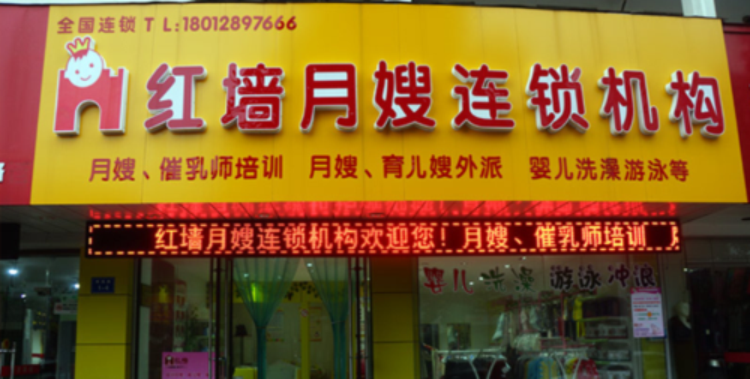 全国连锁 T L:18012897666
红墙月嫂连锁机构
月嫂、催乳师培训 月嫂、育儿嫂外派 婴儿洗澡游泳等
红墙月嫂连锁机构欢迎您!月嫂、催乳师培训
婴儿洗澡 游泳冲浪